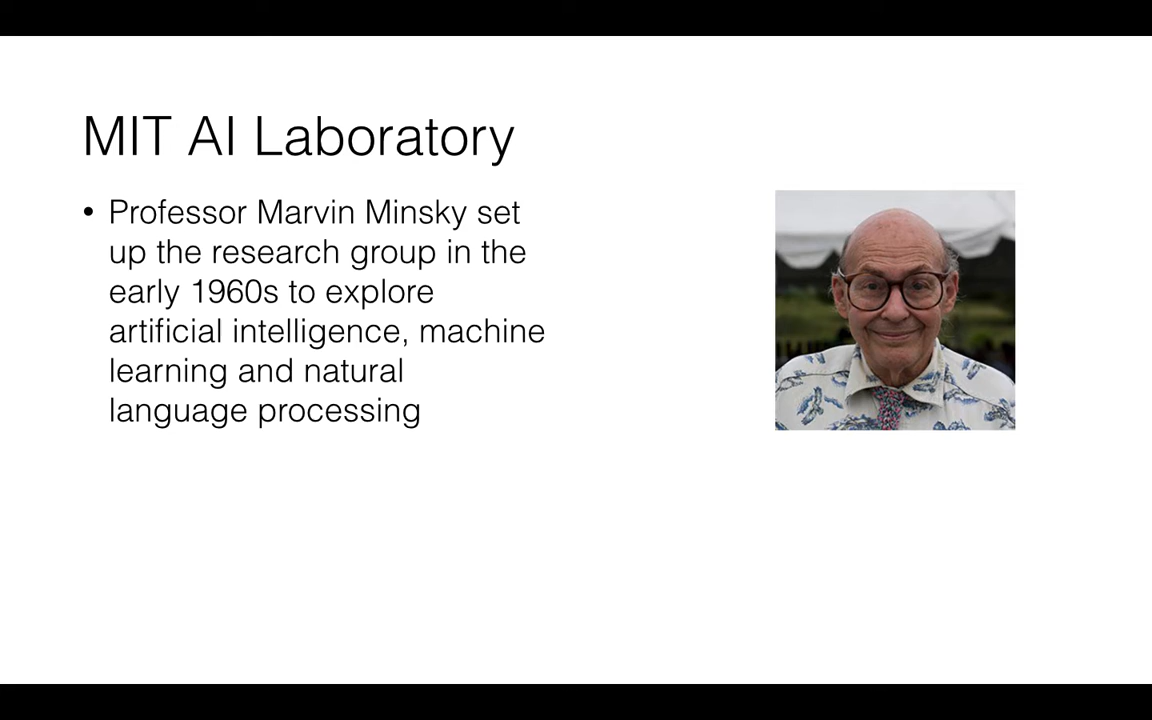 MIT AI Laboratory
• Professor Marvin Minsky set
up the research group in the
early 1960s to explore
artificial intelligence, machine
learning and natural
language processing